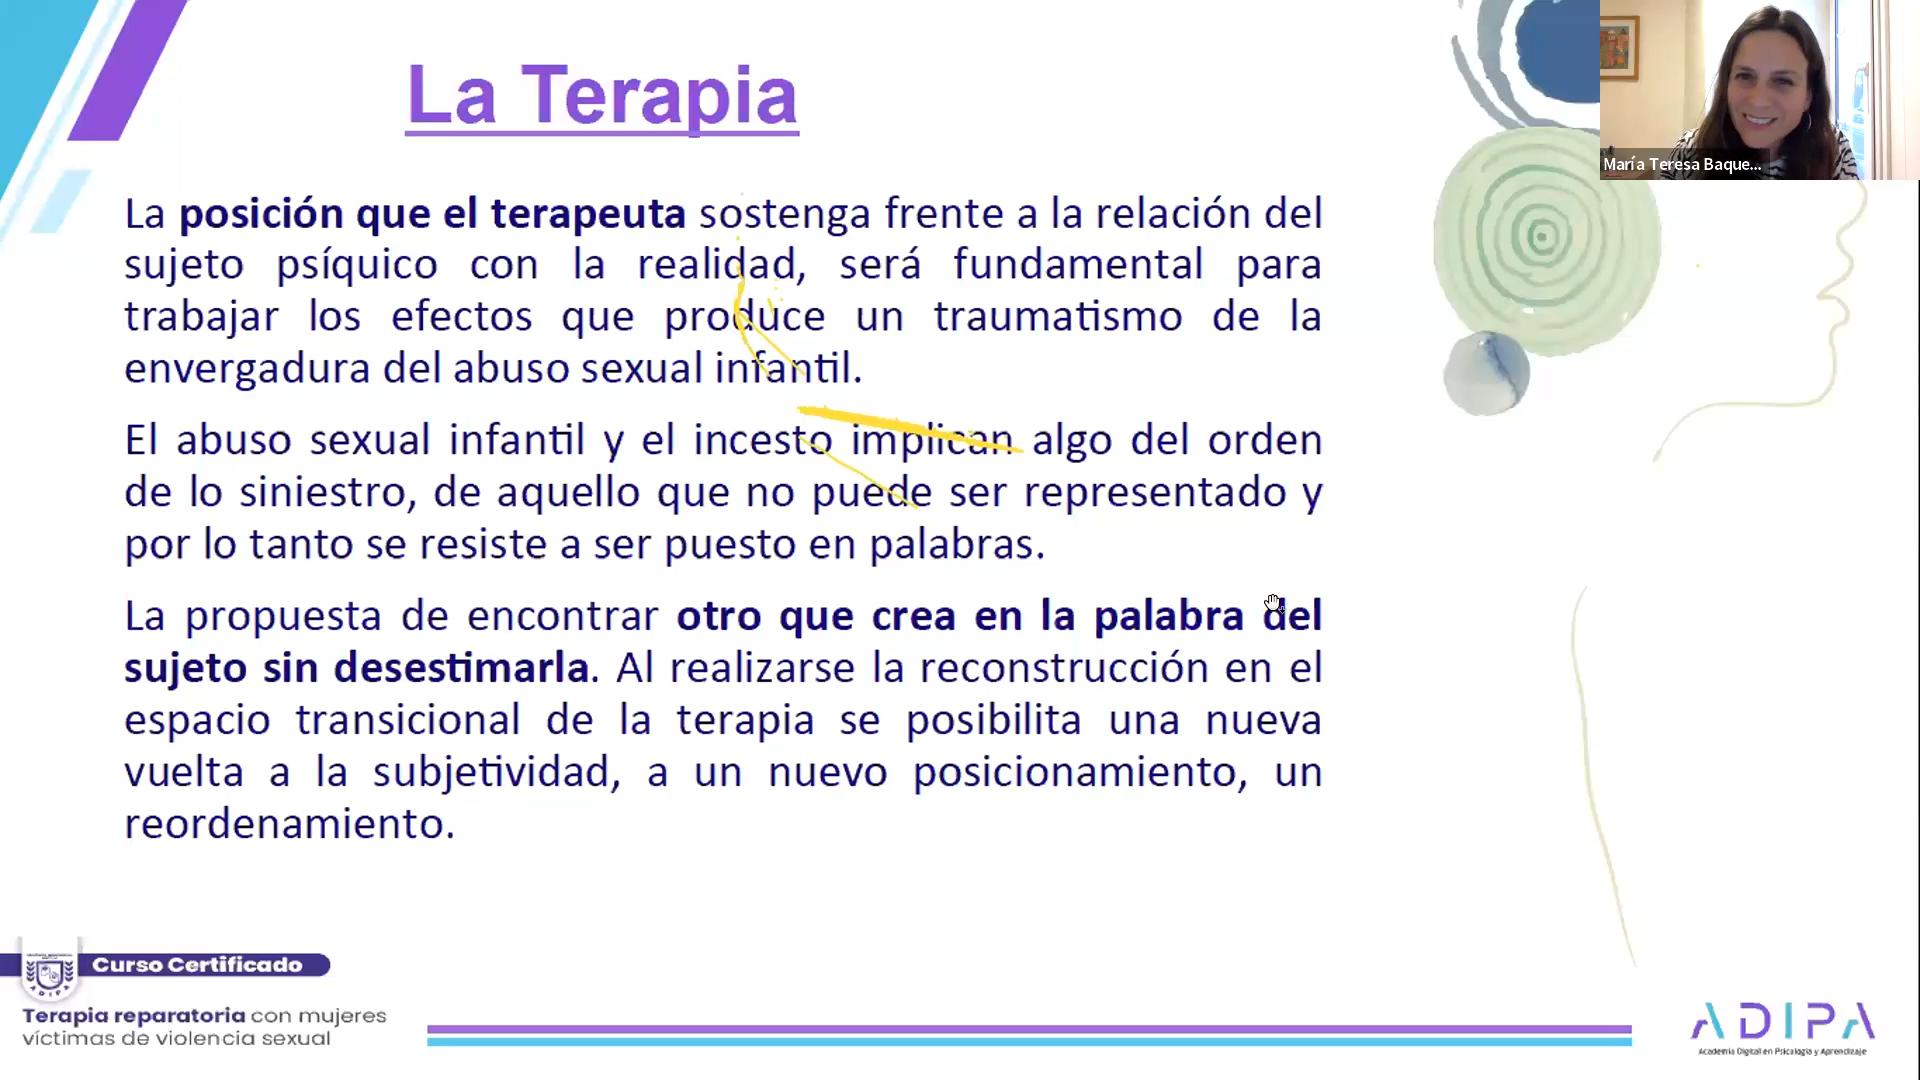 La Terapia
María Teresa Baque...
La posición que el terapeuta sostenga frente a la relación del
sujeto psíquico con la realidad, será fundamental para
trabajar los efectos que produce un traumatismo de la
envergadura del abuso sexual infantil.
El abuso sexual infantil y el incesto implican algo del orden
de lo siniestro, de aquello que no puede ser representado y
por lo tanto se resiste a ser puesto en palabras.
La propuesta de encontrar otro que crea en la palabra del
sujeto sin desestimarla. Al realizarse la reconstrucción en el
espacio transicional de la terapia se posibilita una nueva
vuelta a la subjetividad, a un nuevo posicionamiento, un
reordenamiento.
ADIPA
Curso Certificado
Terapia reparatoria con mujeres
víctimas de violencia sexual
ADIPA
Academia Digital en Psicología y Aprendizaje